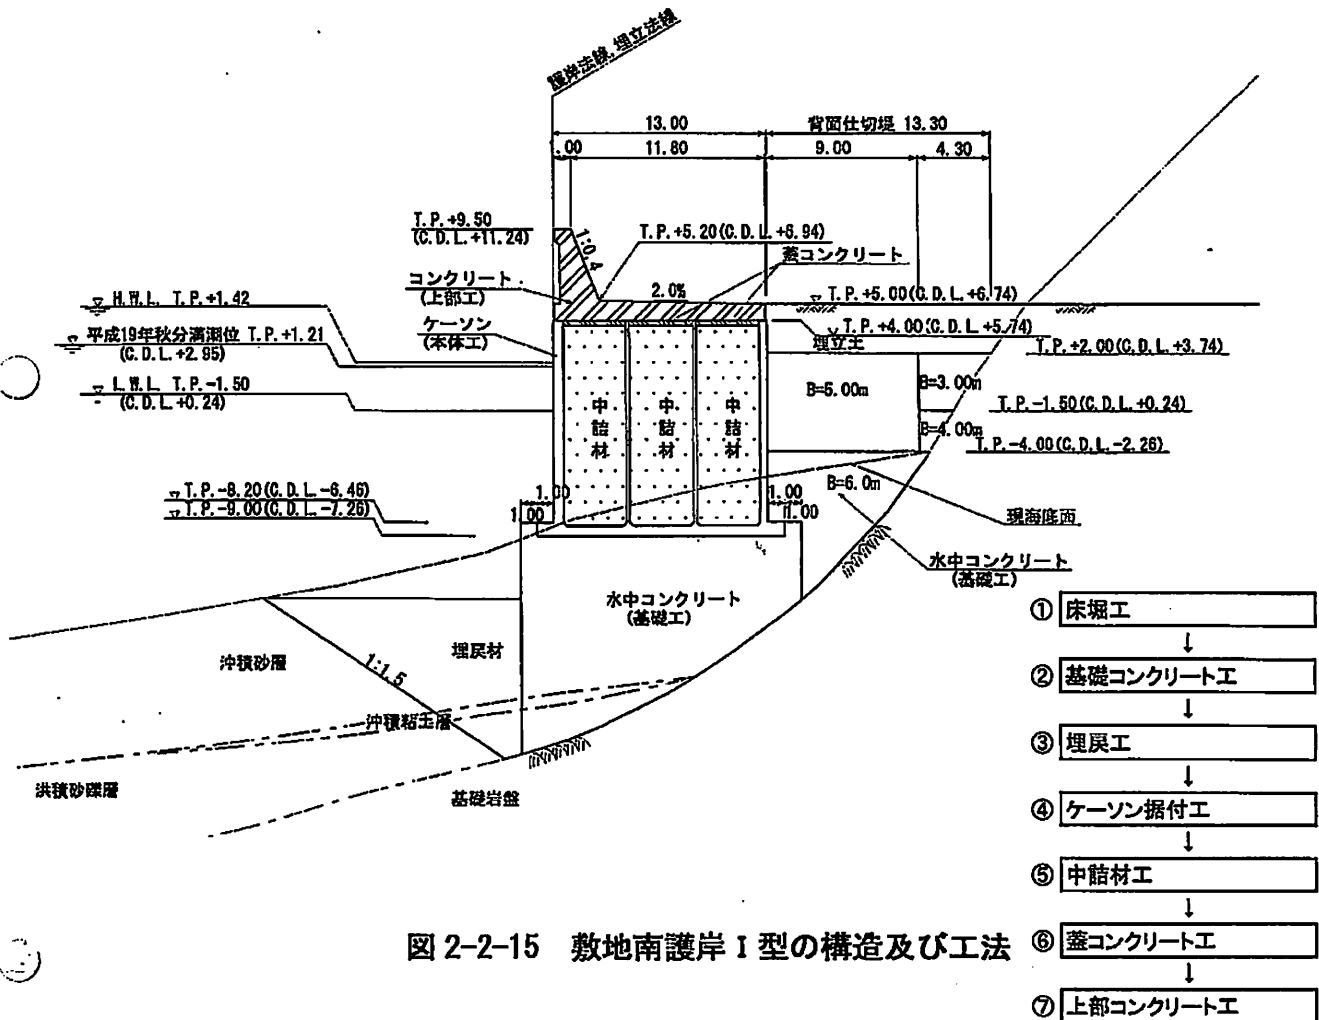 護岸法線,埋立法線
13.00
背面仕切堤 13.30
.00
11.80
9.00
4.30
T.P.+9.50
(C.D.L.+11.24)
1:0.4
T.P.+5.20(C.D.L.+6.94)
蓋コンクリート
コンクリート
(上部工)
2.0%
T.P.+5.00(C.D.L.+6.74)
H.W.L. T.P.+1.42
ケーソン
(本体工)
T.P.+4.00(C.D.L.+5.74)
埋立土
平成19年秋分満潮位 T.P.+1.21
(C.D.L.+2.95)
T.P.+2.00(C.D.L.+3.74)
L.W.L. T.P.-1.50
(C.D.L.+0.24)
B=5.00m
B=3.00m
中詰材
中詰材
中詰材
T.P.-1.50(C.D.L.+0.24)
B=4.00m
T.P.-4.00(C.D.L.-2.26)
T.P.-8.20(C.D.L.-6.46)
T.P.-9.00(C.D.L.-7.26)
1.00
1.00
1.00
1.00
B=6.0m
現海底面
水中コンクリート
(基礎工)
水中コンクリート
(基礎工)
沖積砂層
1:1.5
埋戻材
沖積粘土層
洪積砂礫層
基礎岩盤
① 床堀工
↓
② 基礎コンクリート工
↓
③ 埋戻工
↓
④ ケーソン据付工
↓
⑤ 中詰材工
↓
⑥ 蓋コンクリート工
↓
⑦ 上部コンクリート工
図 2-2-15 敷地南護岸 I 型の構造及び工法